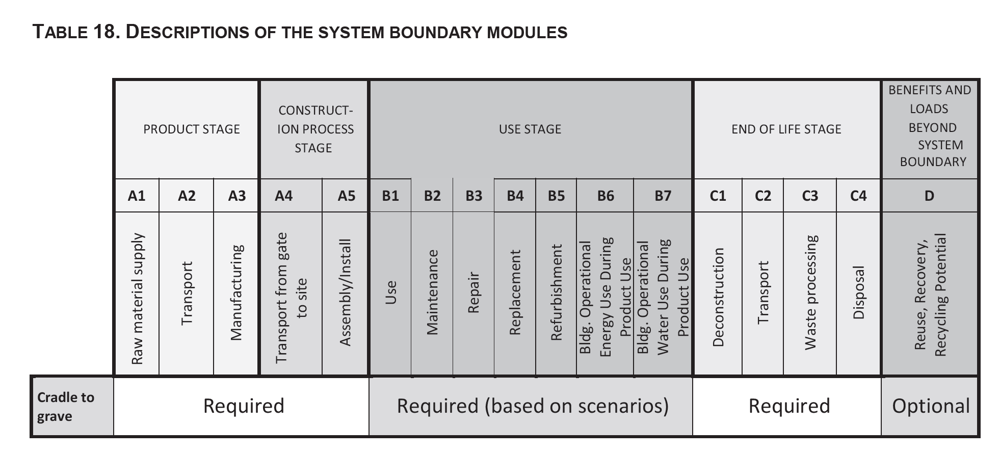 TABLE 18. DESCRIPTIONS OF THE SYSTEM BOUNDARY MODULES
PRODUCT STAGE
CONSTRUCT-
ION PROCESS
STAGE
USE STAGE
END OF LIFE STAGE
BENEFITS AND
LOADS
BEYOND
SYSTEM
BOUNDARY
A1
A2
A3
A4
A5
B1
B2
B3
B4
B5
B6
B7
C1
C2
C3
C4
D
Raw material supply
Transport
Manufacturing
Transport from gate
to site
Assembly/Install
Use
Maintenance
Repair
Replacement
Refurbishment
Bldg. Operational
Energy Use During
Product Use
Bldg. Operational
Water Use During
Product Use
Deconstruction
Transport
Waste processing
Disposal
Reuse, Recovery,
Recycling Potential
Cradle to
grave
Required
Required (based on scenarios)
Required
Optional